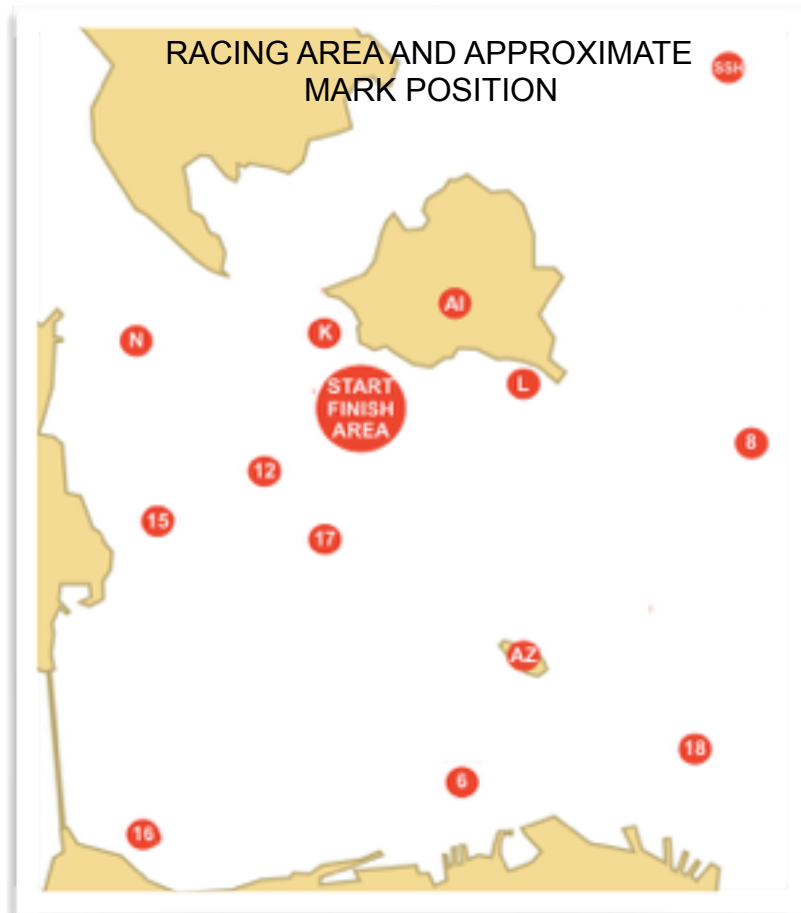 RACING AREA AND APPROXIMATE
MARK POSITION
SSH
AI
K
N
L
START
FINISH
AREA
8
12
15
17
AZ
18
6
16